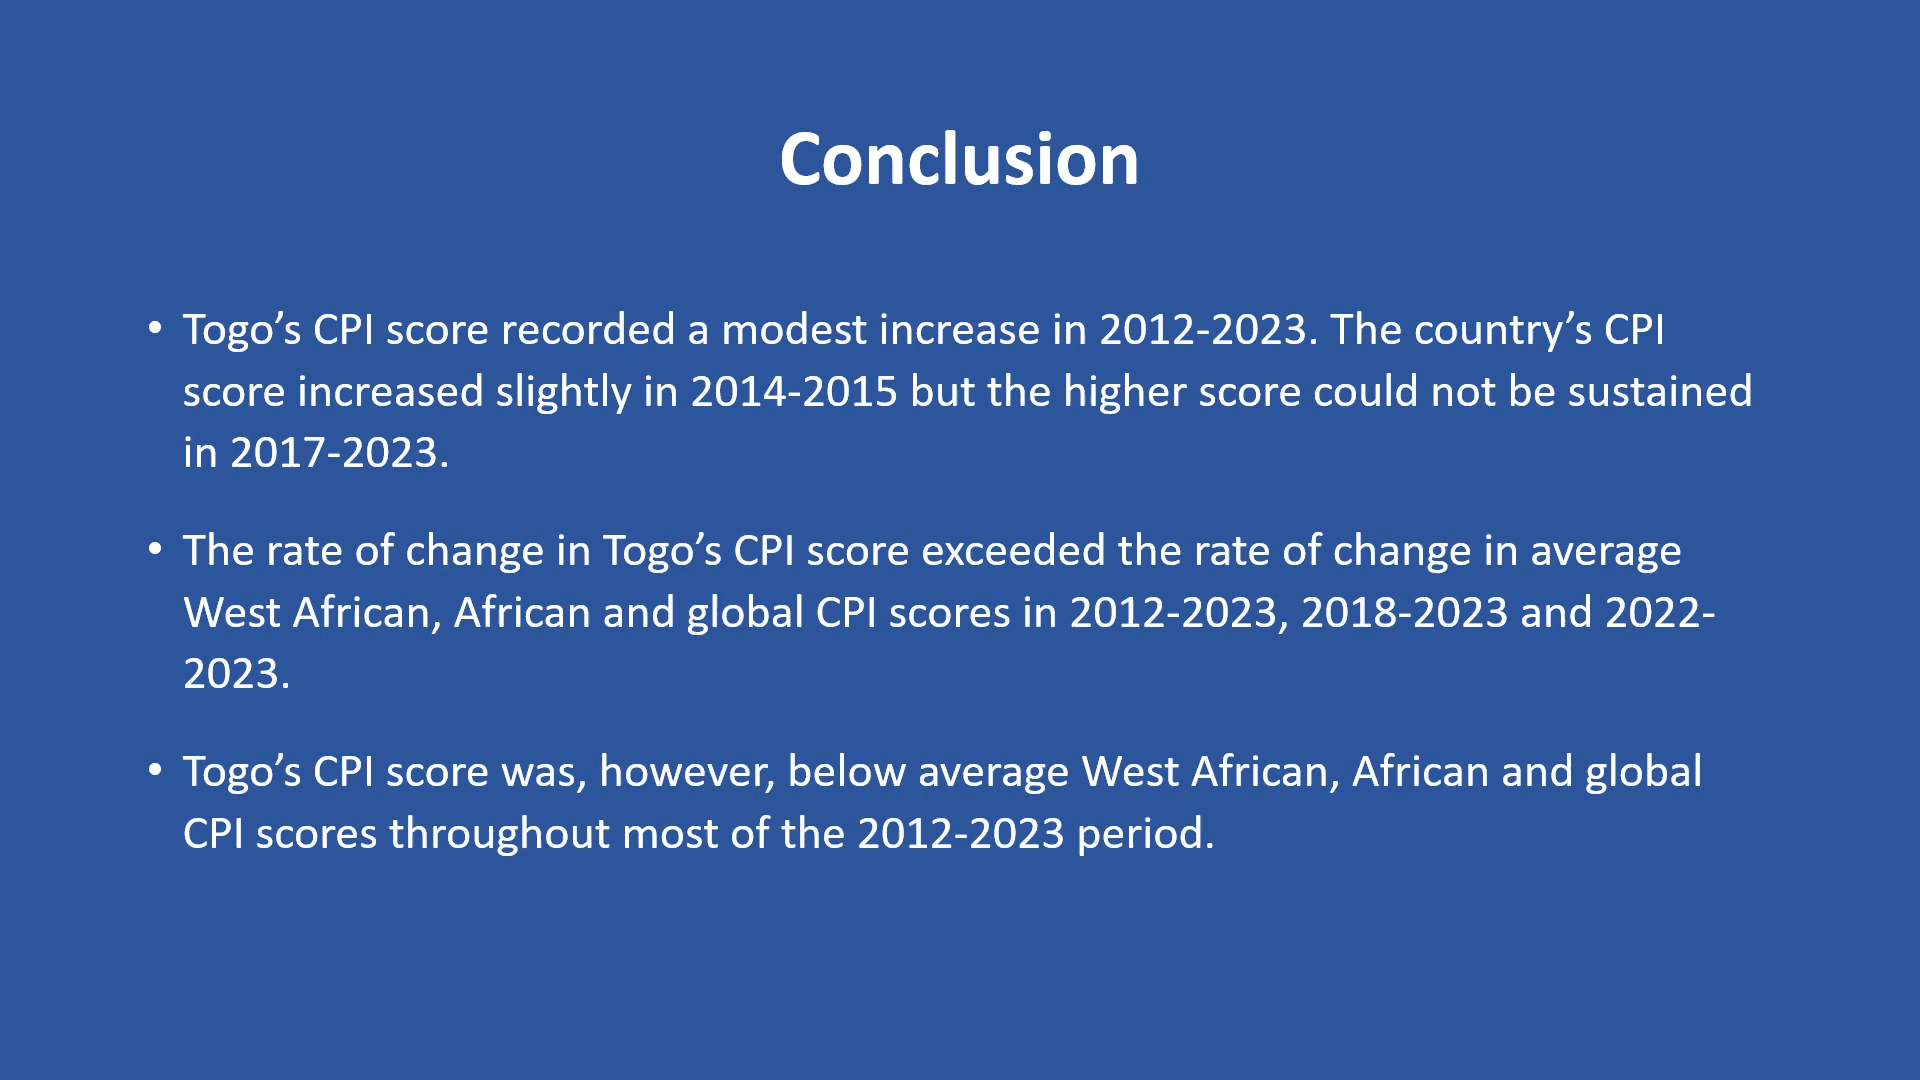 Conclusion
• Togo’s CPI score recorded a modest increase in 2012-2023. The country’s CPI
score increased slightly in 2014-2015 but the higher score could not be sustained
in 2017-2023.
• The rate of change in Togo’s CPI score exceeded the rate of change in average
West African, African and global CPI scores in 2012-2023, 2018-2023 and 2022-
2023.
• Togo’s CPI score was, however, below average West African, African and global
CPI scores throughout most of the 2012-2023 period.